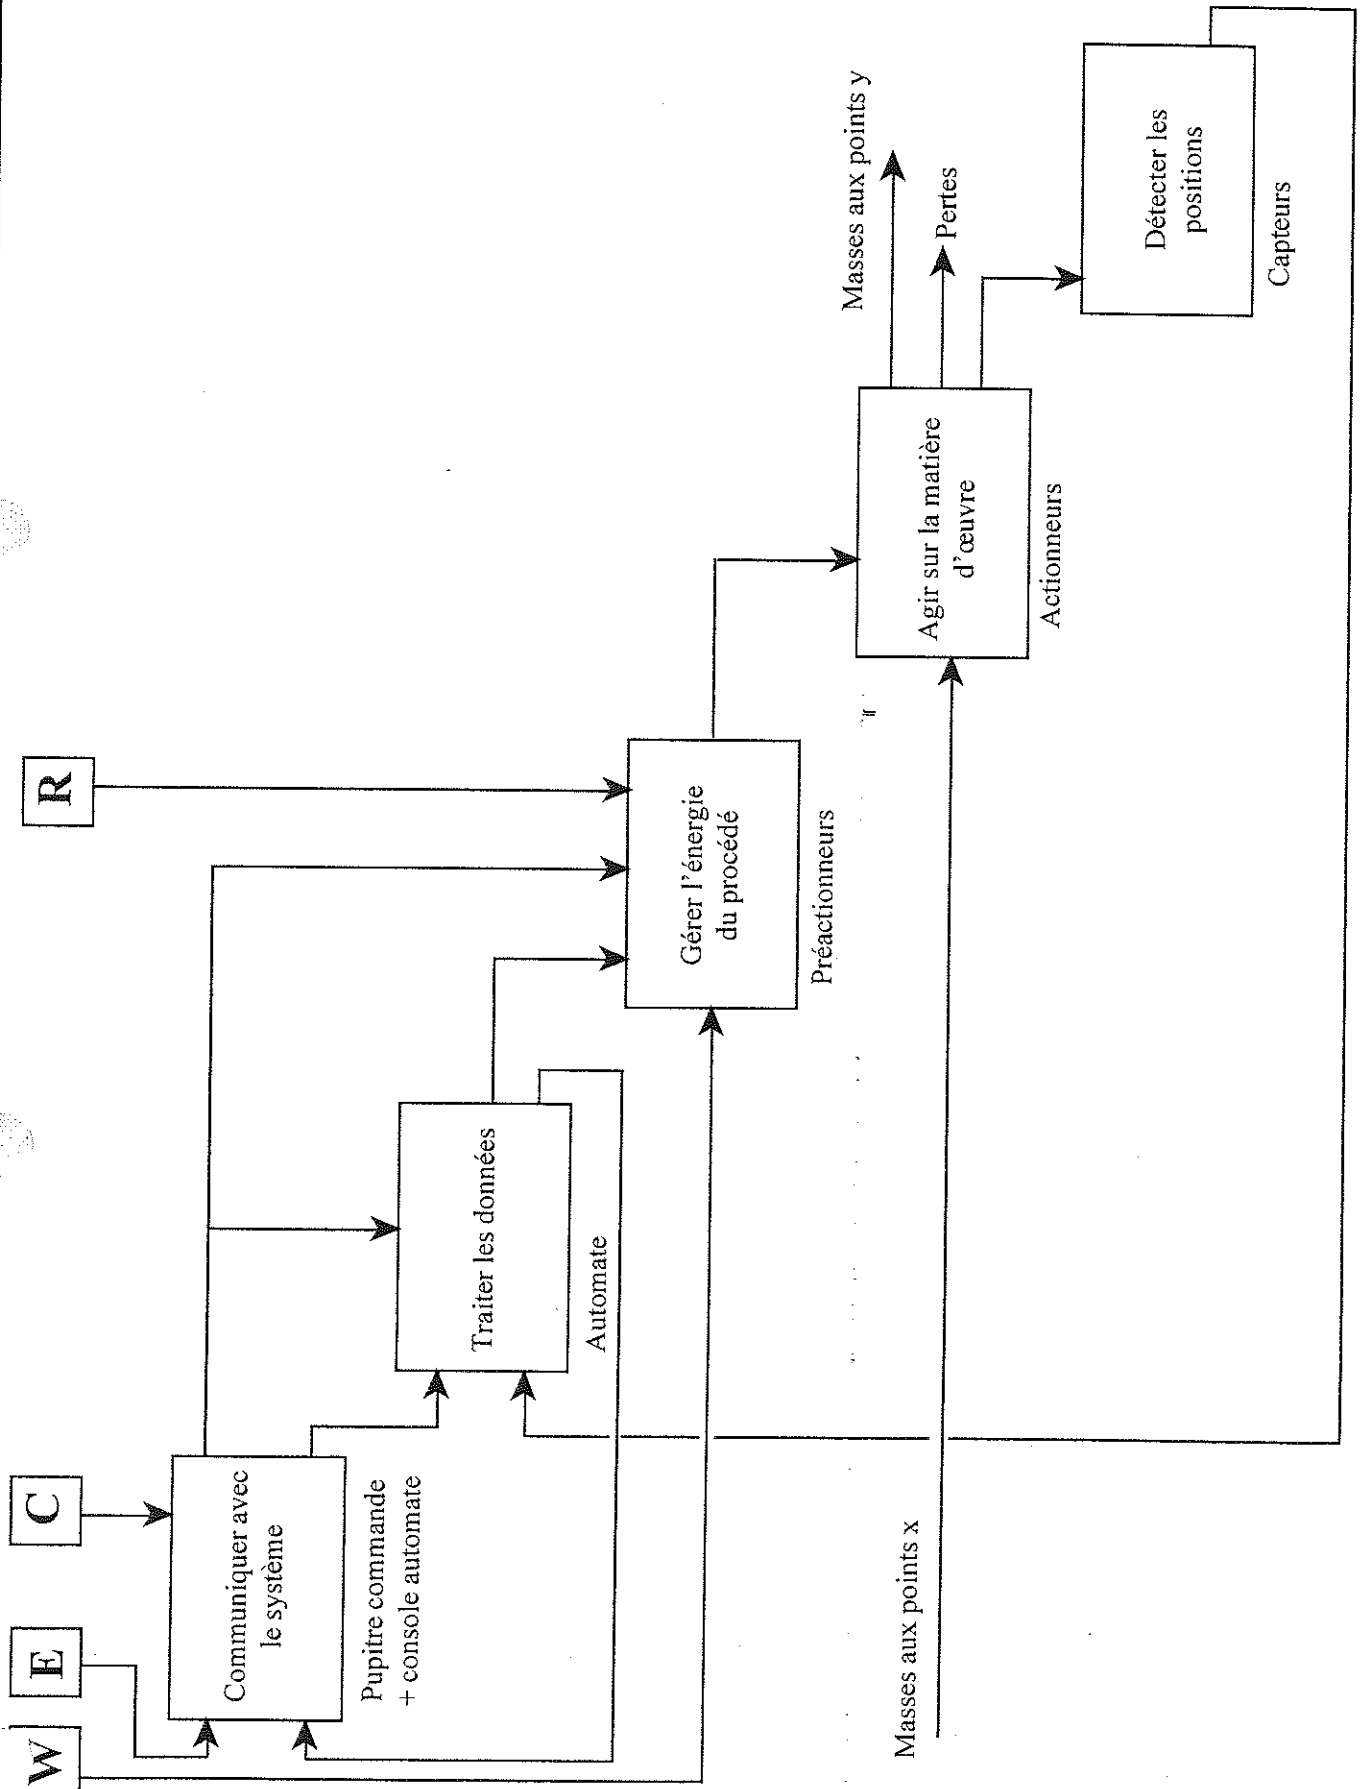 W
E
C
R
Communiquer avec
le système
Pupitre commande
+ console automate
Traiter les données
Automate
Gérer l'énergie
du procédé
Préactionneurs
Masses aux points x
Agir sur la matière
d'œuvre
Actionneurs
Masses aux points y
Pertes
Détecter les
positions
Capteurs